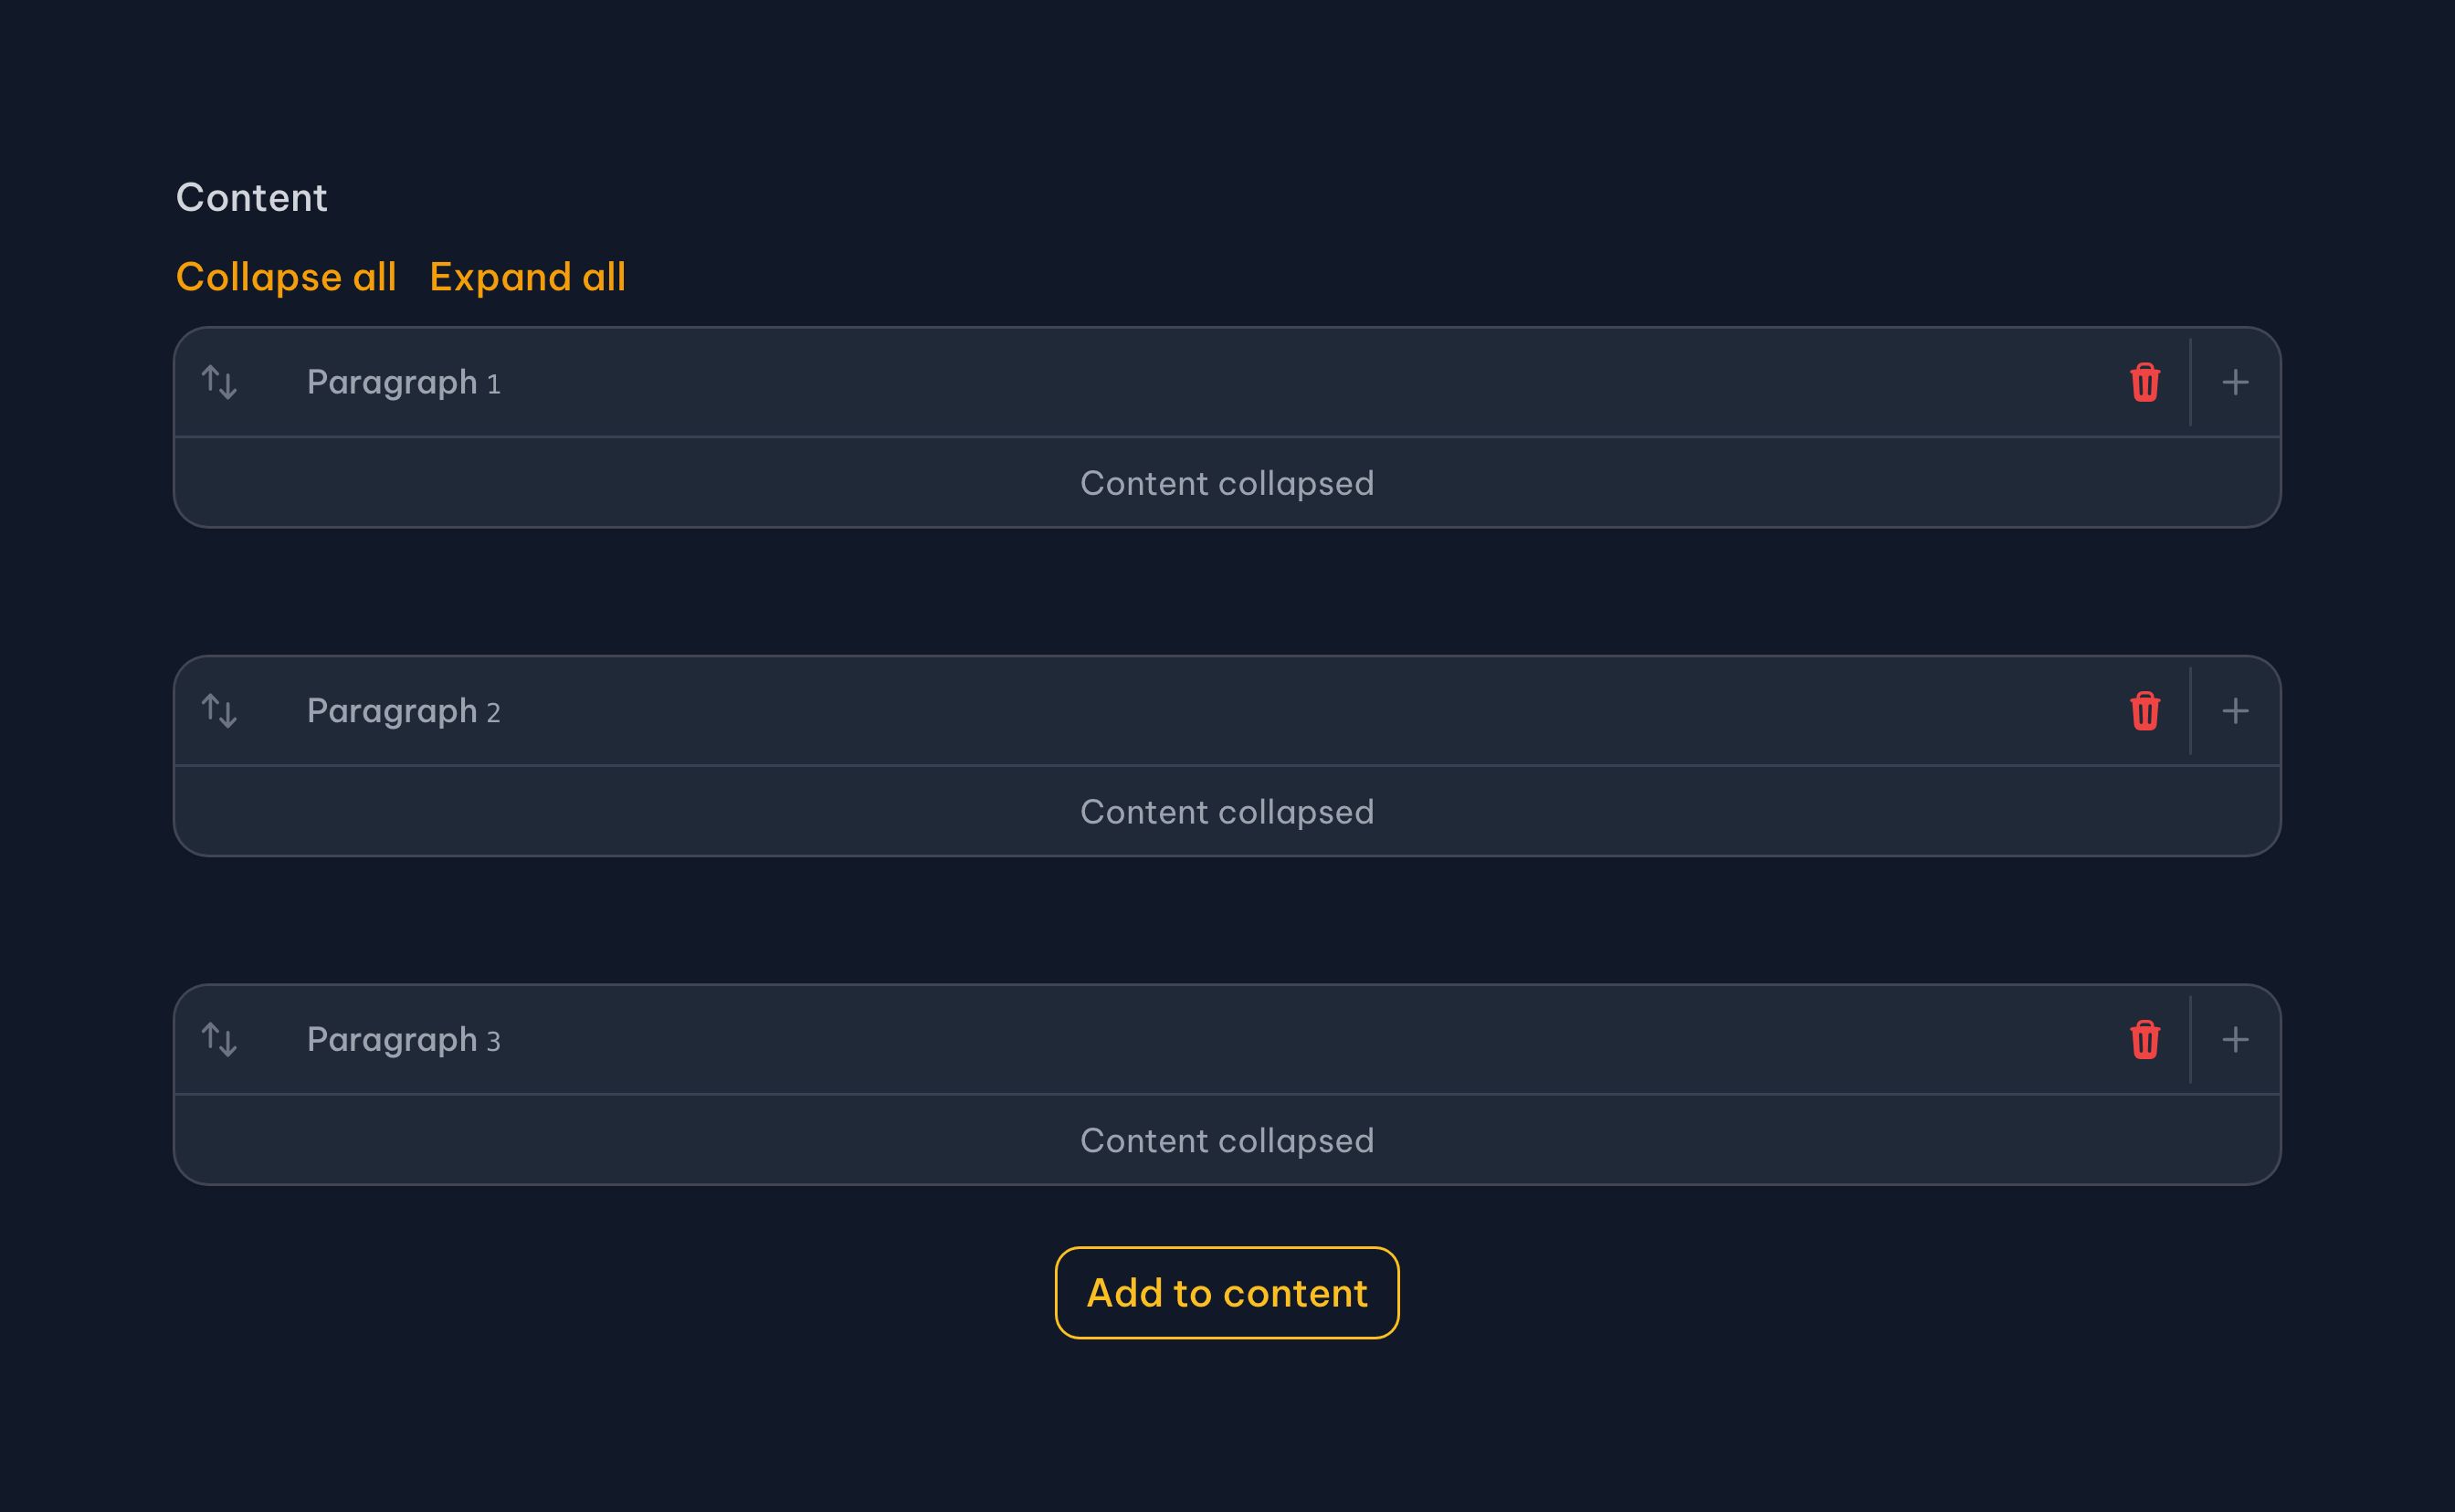 Content
Collapse all Expand all
Paragraph 1
Content collapsed
Paragraph 2
Content collapsed
Paragraph 3
Content collapsed
Add to content